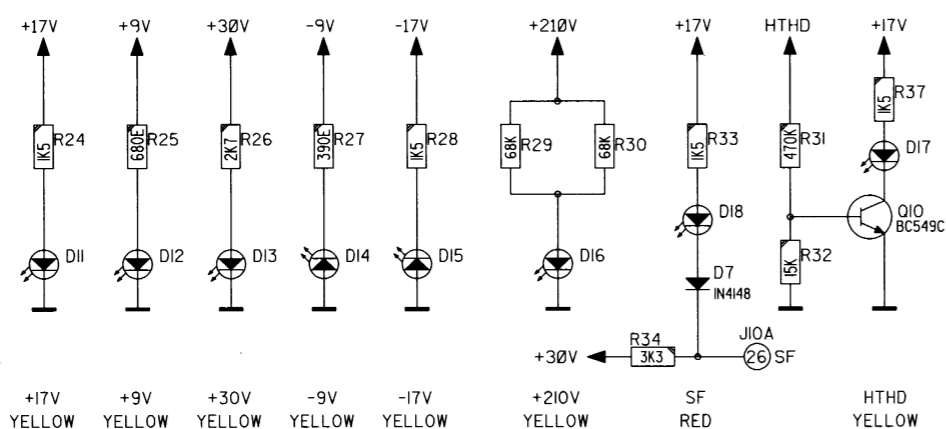 +17V +9V +30V -9V -17V +210V +17V HTHD +17V
R24 1K5
R25 680E
R26 2K7
R27 390E
R28 1K5
R29 68K
R30 68K
R33 1K5
R31 470K
R37 1K5
D17
D18
Q10
BC549C
D11
D12
D13
D14
D15
D16
R32 15K
D7
1N4148
J10A
R34
+30V 3K3 26 SF
+17V +9V +30V -9V -17V +210V SF HTHD
YELLOW YELLOW YELLOW YELLOW YELLOW YELLOW RED YELLOW